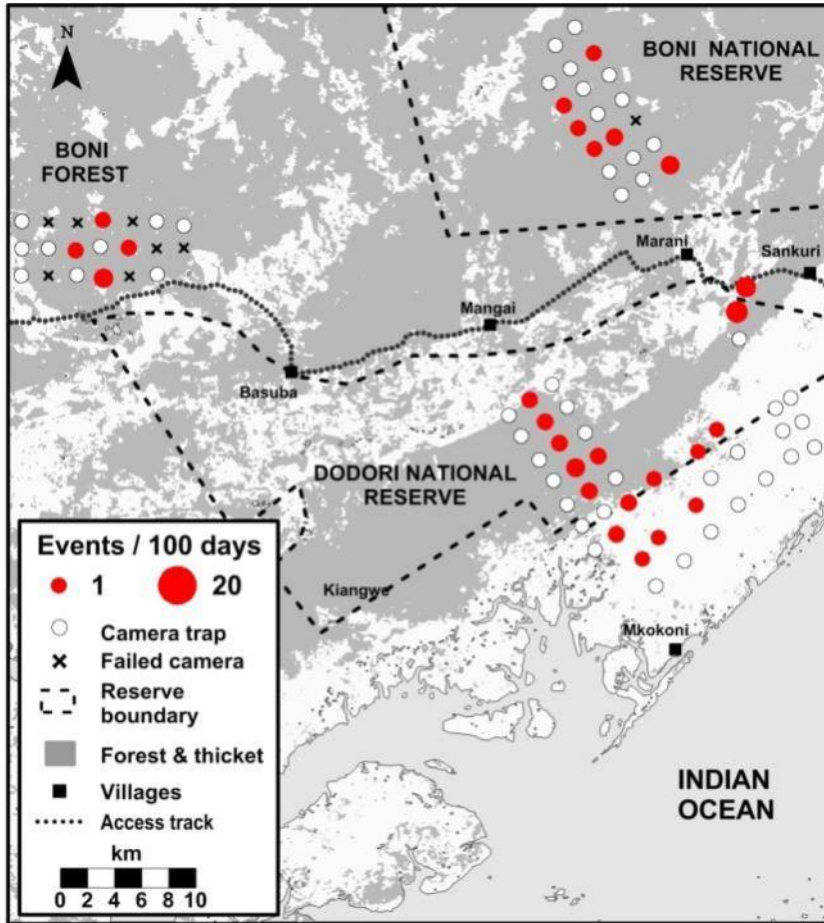 N
BONI NATIONAL
RESERVE
BONI
FOREST
Marani
Sankuri
Mangai
Basuba
DODORI NATIONAL
RESERVE
Events / 100 days
1
20
Camera trap
Failed camera
Reserve
boundary
Forest & thicket
Villages
Access track
km
0 2 4 6 8 10
Kiangwe
Mkokoni
INDIAN
OCEAN